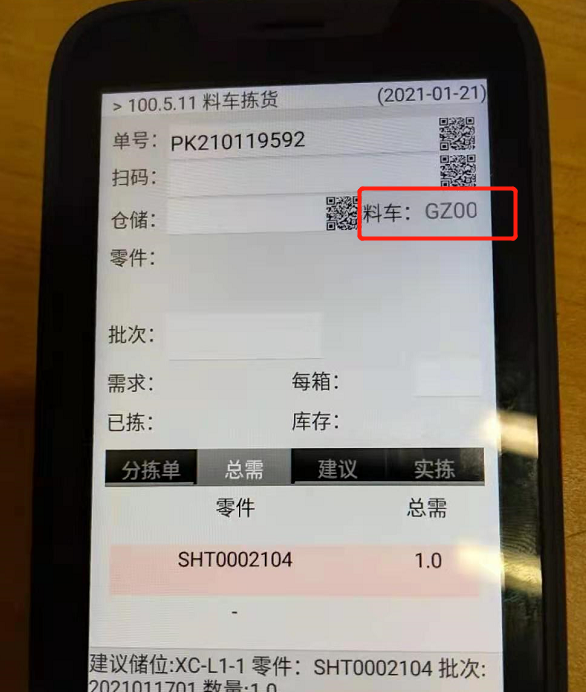 > 100.5.11 料车拣货 (2021-01-21)
单号: PK210119592
扫码:
仓储: 料车: GZ00
零件:
批次:
需求: 每箱:
已拣: 库存:
分拣单 总需 建议 实拣
零件 总需
SHT0002104 1.0
-
建议储位:XC-L1-1 零件: SHT0002104 批次:
2021011701 数量:1.0